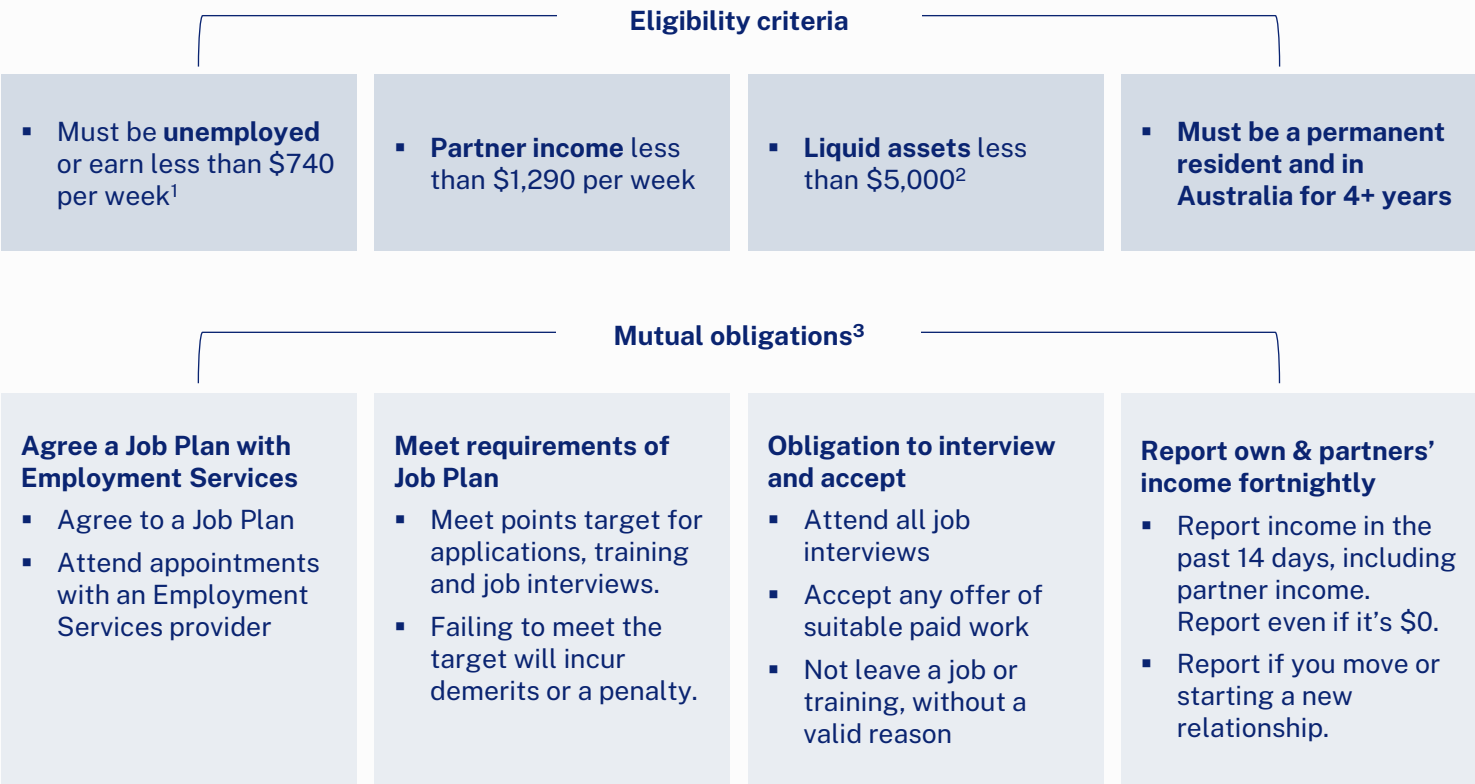 Eligibility criteria
▪ Must be unemployed
or earn less than $740
per week¹
▪ Partner income less
than $1,290 per week
▪ Liquid assets less
than $5,000²
▪ Must be a permanent
resident and in
Australia for 4+ years
Mutual obligations³
Agree a Job Plan with
Employment Services
▪ Agree to a Job Plan
▪ Attend appointments
with an Employment
Services provider
Meet requirements of
Job Plan
▪ Meet points target for
applications, training
and job interviews.
▪ Failing to meet the
target will incur
demerits or a penalty.
Obligation to interview
and accept
▪ Attend all job
interviews
▪ Accept any offer of
suitable paid work
▪ Not leave a job or
training, without a
valid reason
Report own & partners’
income fortnightly
▪ Report income in the
past 14 days, including
partner income.
Report even if it’s $0.
▪ Report if you move or
starting a new
relationship.